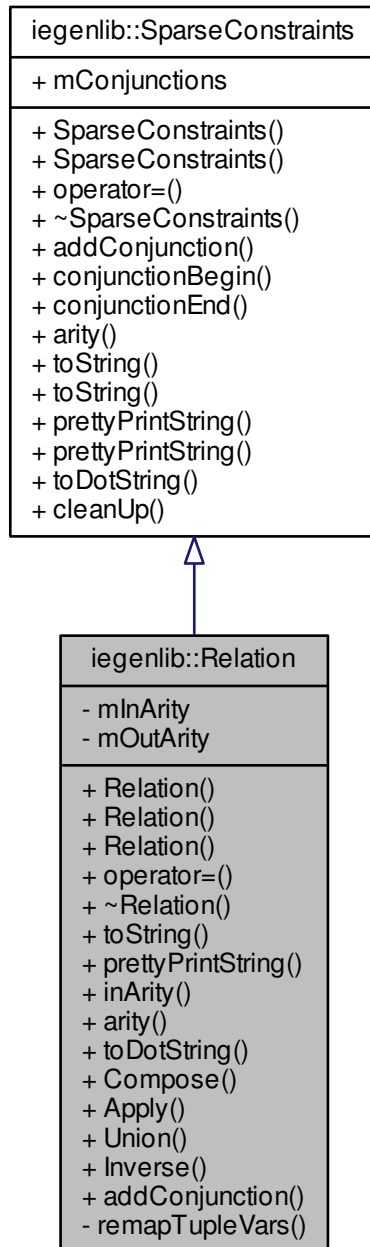 iegenlib::SparseConstraints
+ mConjunctions
+ SparseConstraints()
+ SparseConstraints()
+ operator=()
+ ~SparseConstraints()
+ addConjunction()
+ conjunctionBegin()
+ conjunctionEnd()
+ arity()
+ toString()
+ toString()
+ prettyPrintString()
+ prettyPrintString()
+ toDotString()
+ cleanUp()
iegenlib::Relation
- mInArity
- mOutArity
+ Relation()
+ Relation()
+ Relation()
+ operator=()
+ ~Relation()
+ toString()
+ prettyPrintString()
+ inArity()
+ arity()
+ toDotString()
+ Compose()
+ Apply()
+ Union()
+ Inverse()
+ addConjunction()
- remapTupleVars()